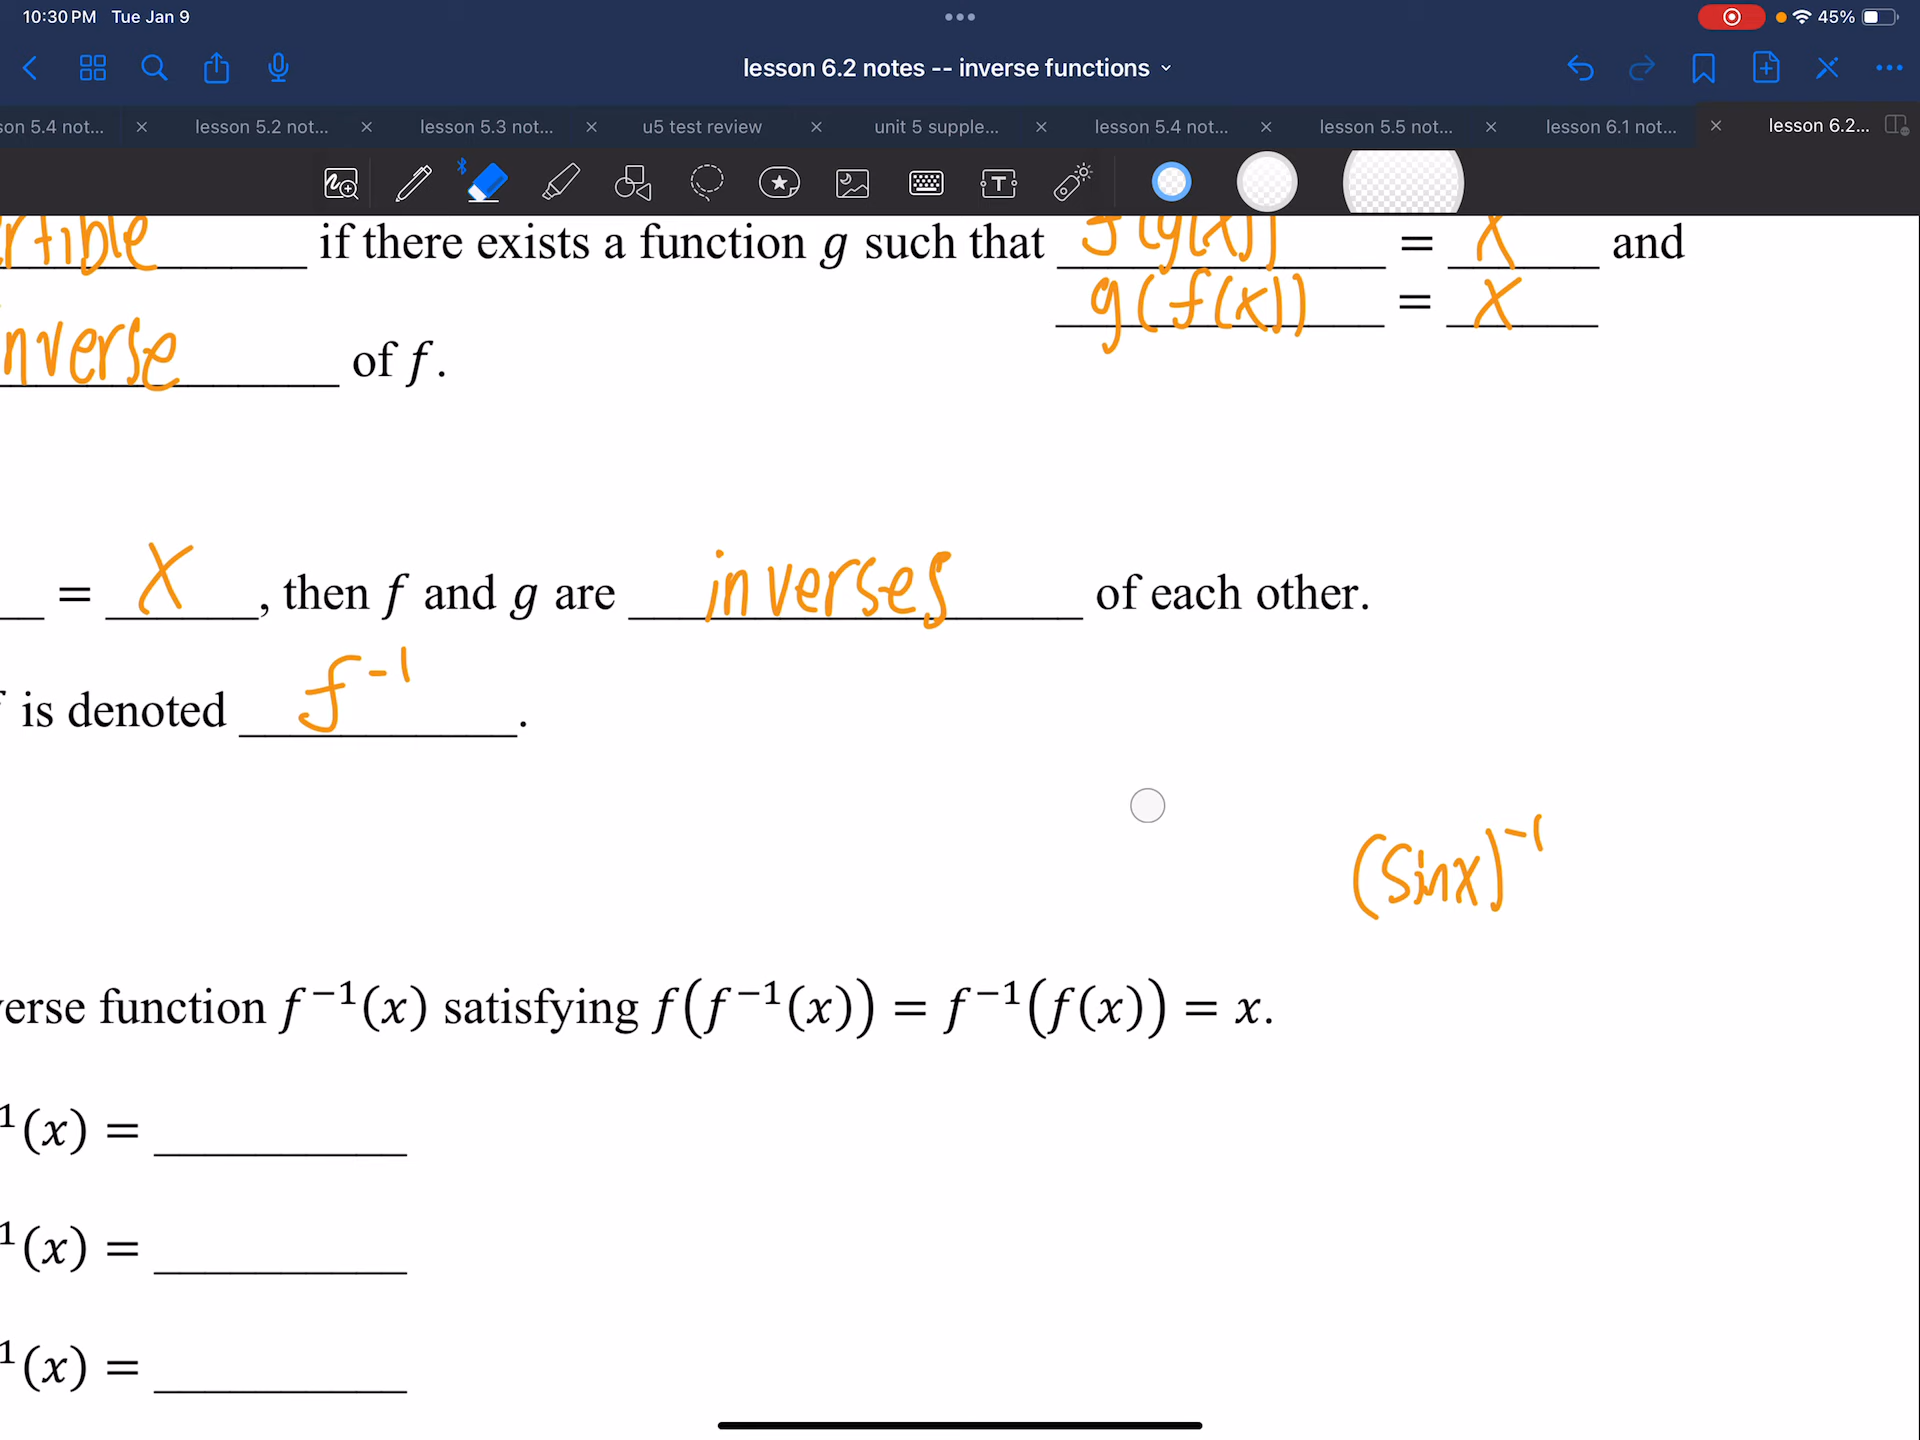 10:30 PM Tue Jan 9 45%
lesson 6.2 notes -- inverse functions
son 5.4 not... lesson 5.2 not... lesson 5.3 not... u5 test review unit 5 supple... lesson 5.4 not... lesson 5.5 not... lesson 6.1 not... lesson 6.2...
rtible if there exists a function g such that f(g(x)) = x and
g(f(x)) = x
nverse of f.
= x, then f and g are inverses of each other.
f is denoted f⁻¹.
(sinx)⁻¹
verse function f⁻¹(x) satisfying f(f⁻¹(x)) = f⁻¹(f(x)) = x.
¹(x) = __________
¹(x) = __________
¹(x) = __________